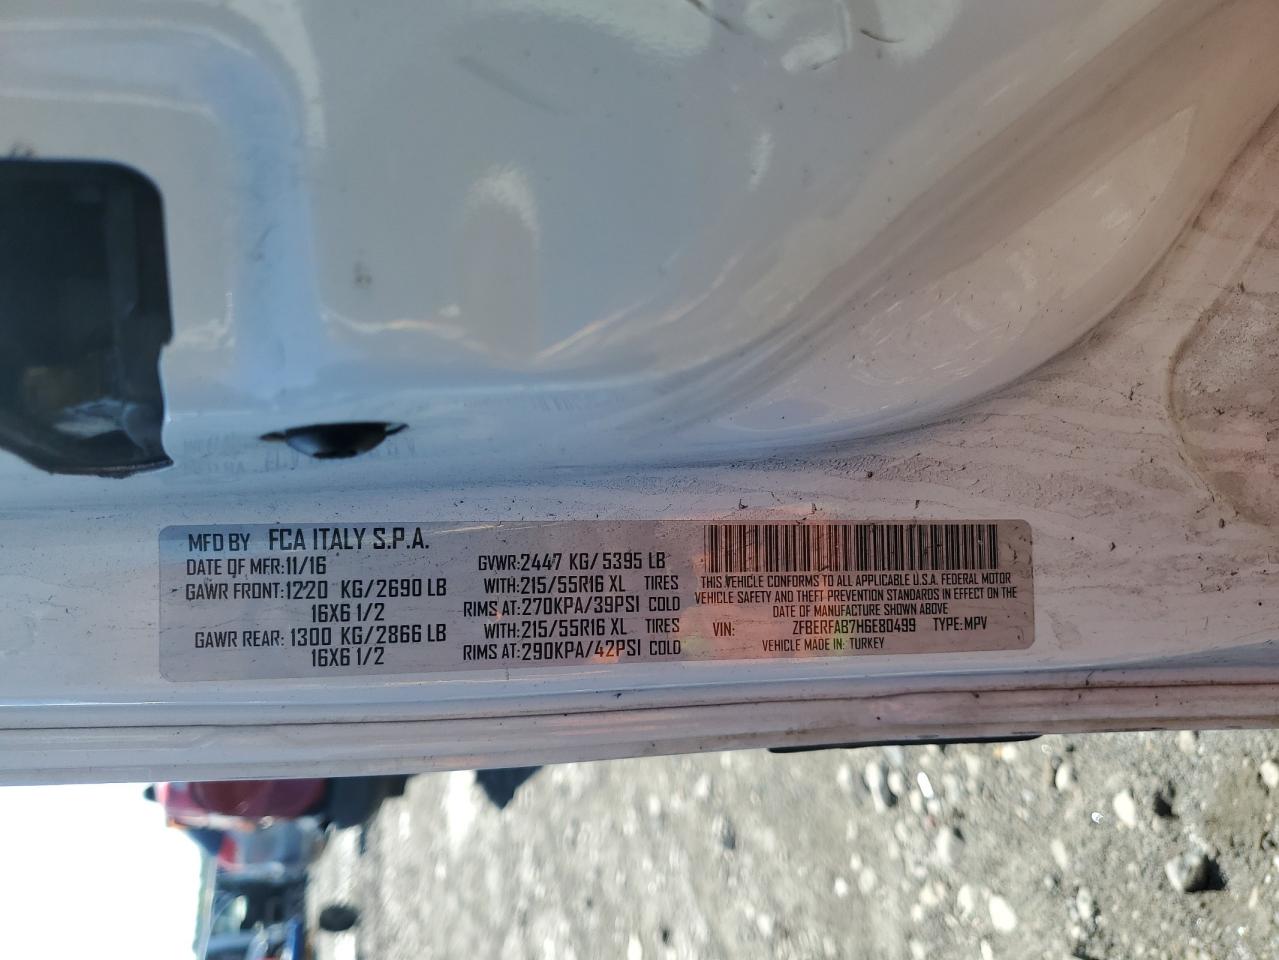 MFD BY FCA ITALY S.P.A.
DATE OF MFR:11/16
GAWR FRONT:1220 KG/2690 LB
16X6 1/2
GAWR REAR:1300 KG/2866 LB
16X6 1/2
GVWR:2447 KG/5395 LB
WITH:215/55R16 XL TIRES
RIMS AT:270KPA/39PSI COLD
WITH:215/55R16 XL TIRES
RIMS AT:290KPA/42PSI COLD
THIS VEHICLE CONFORMS TO ALL APPLICABLE U.S.A. FEDERAL MOTOR
VEHICLE SAFETY AND THEFT PREVENTION STANDARDS IN EFFECT ON THE
DATE OF MANUFACTURE SHOWN ABOVE
VIN: ZFBERFAB7H6E80499 TYPE:MPV
VEHICLE MADE IN: TURKEY